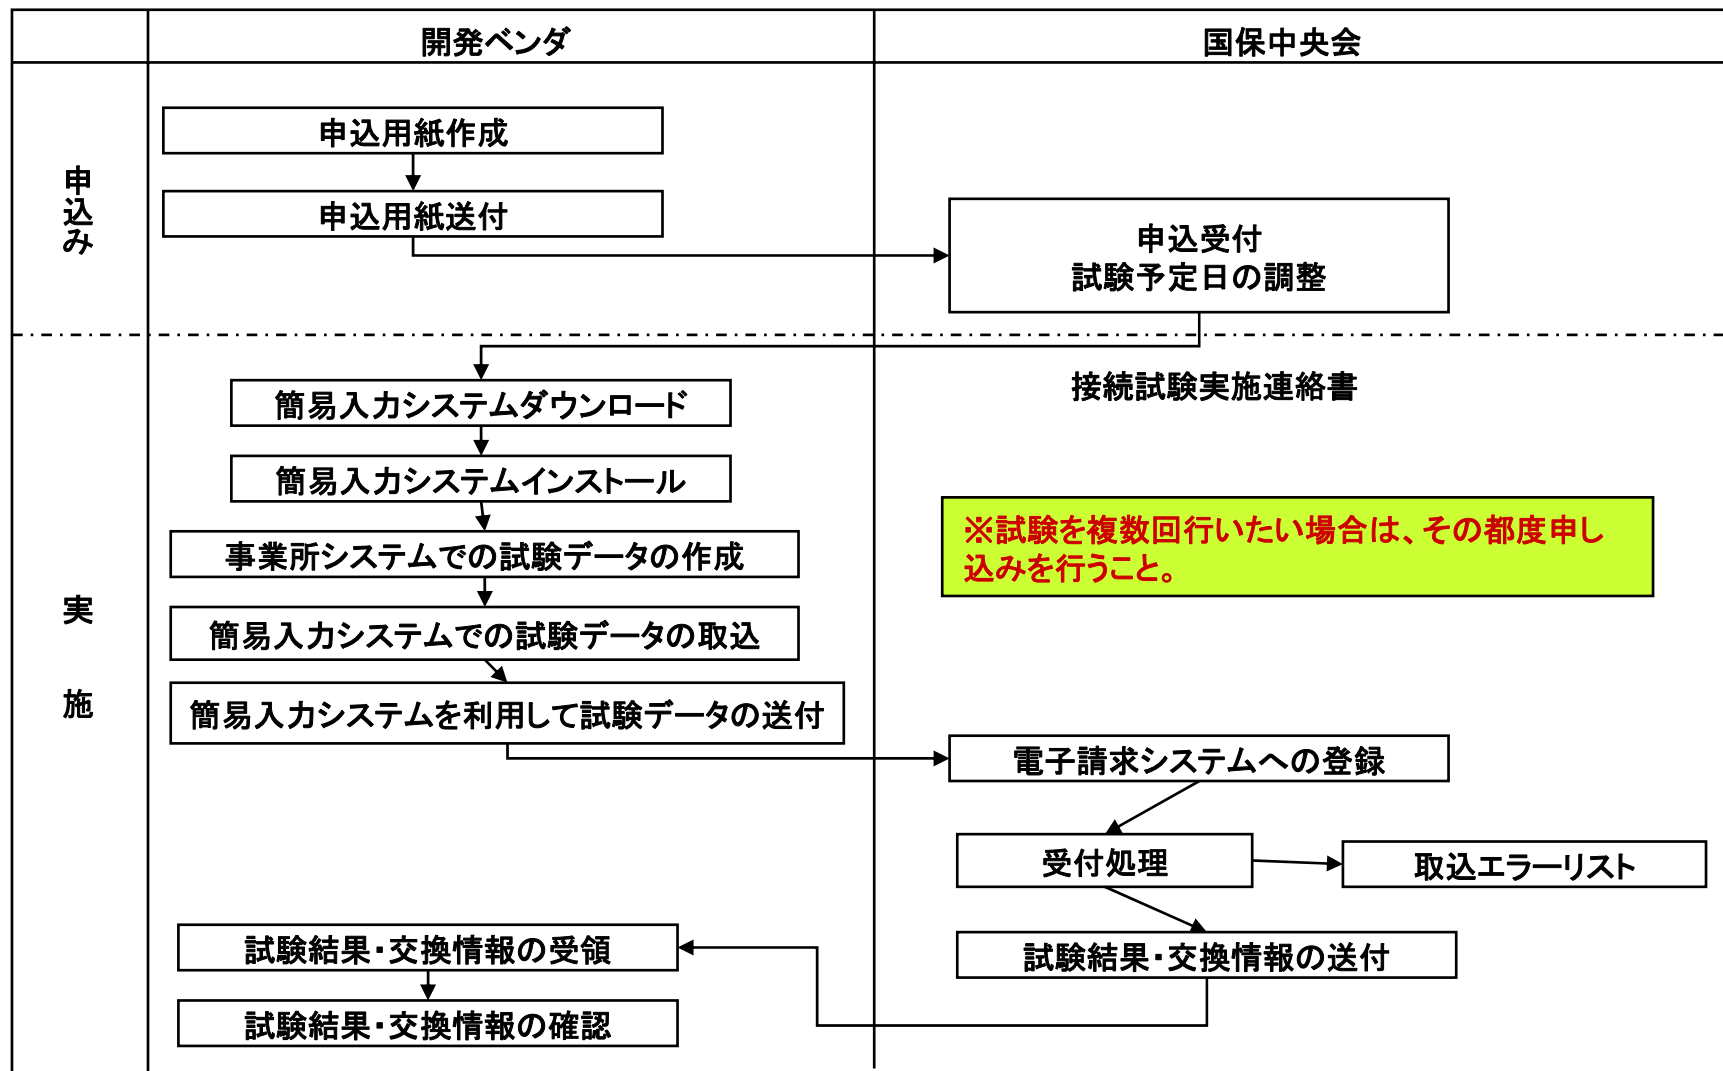 開発ベンダ
国保中央会
申込み
申込用紙作成
申込用紙送付
申込受付
試験予定日の調整
実施
接続試験実施連絡書
簡易入力システムダウンロード
簡易入力システムインストール
※試験を複数回行いたい場合は、その都度申し
込みを行うこと。
事業所システムでの試験データの作成
簡易入力システムでの試験データの取込
簡易入力システムを利用して試験データの送付
電子請求システムへの登録
受付処理
取込エラーリスト
試験結果・交換情報の送付
試験結果・交換情報の受領
試験結果・交換情報の確認